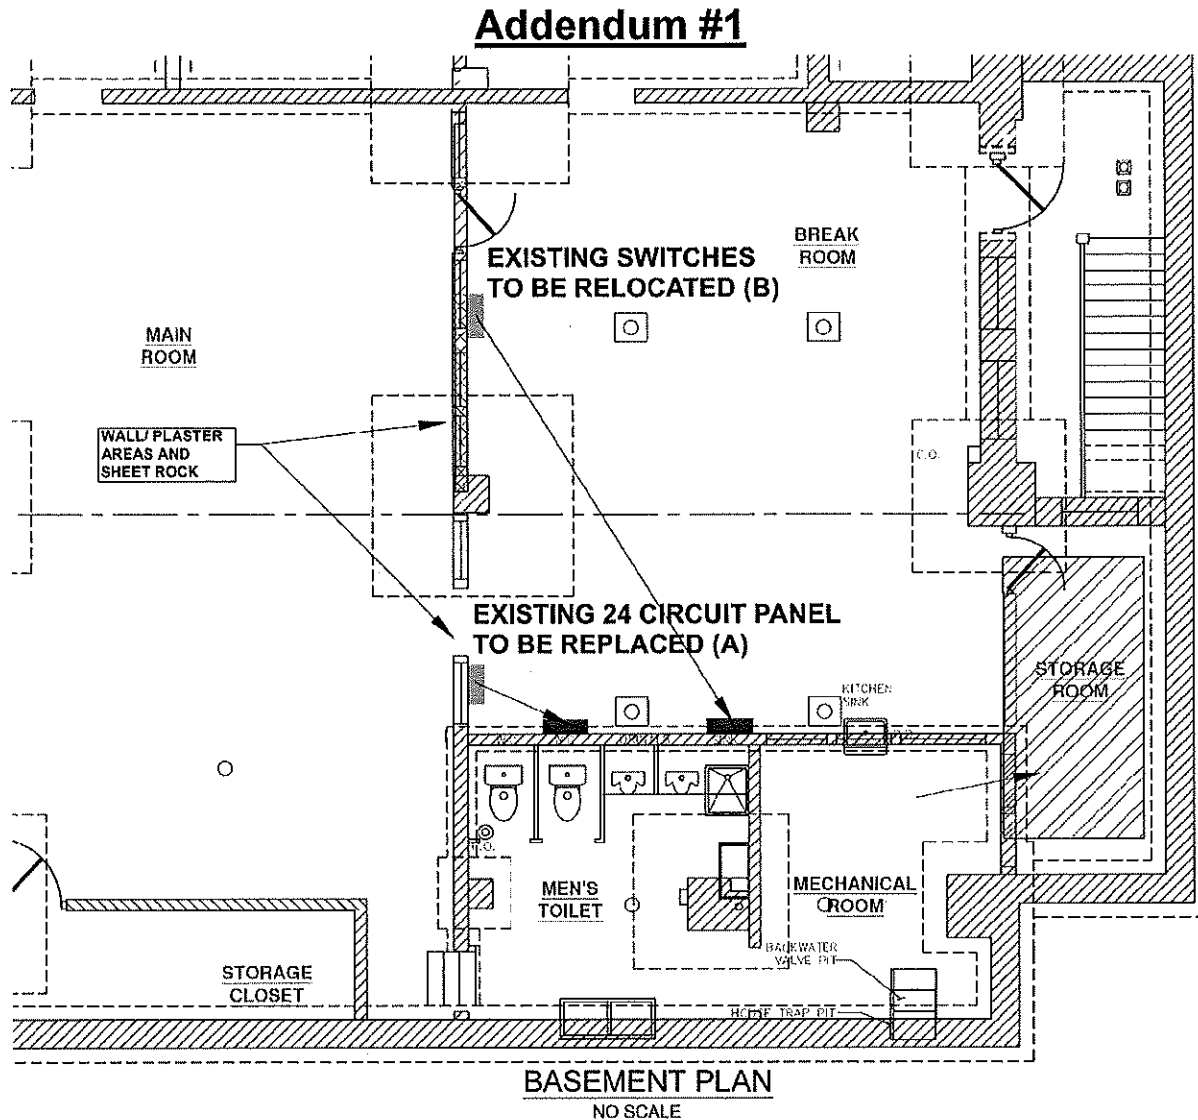 Addendum #1
BREAK
ROOM
EXISTING SWITCHES
TO BE RELOCATED (B)
MAIN
ROOM
WALL/ PLASTER
AREAS AND
SHEET ROCK
C.O.
EXISTING 24 CIRCUIT PANEL
TO BE REPLACED (A)
STORAGE
ROOM
KITCHEN
SINK
C.O.
MEN'S
TOILET
MECHANICAL
ROOM
BACKWATER
VALVE PIT
STORAGE
CLOSET
HOUSE TRAP PIT
BASEMENT PLAN
NO SCALE